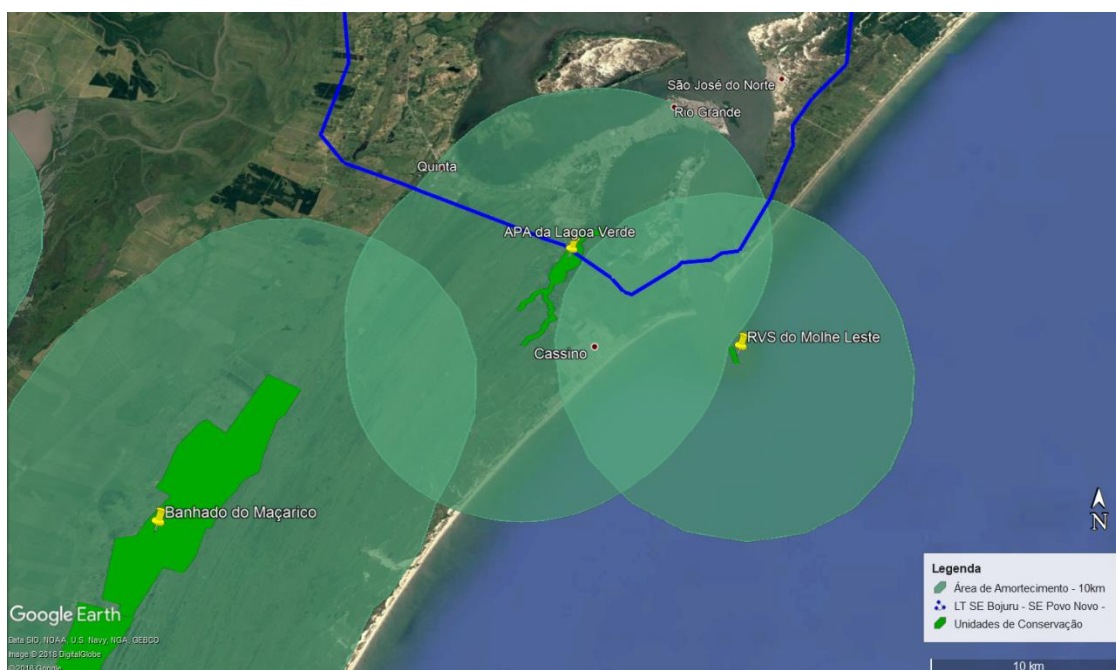 São José do Norte
Rio Grande
Quinta
APA da Lagoa Verde
RVS do Molhe Leste
Cassino
Banhado do Maçarico
N
Legenda
Área de Amortecimento - 10km
LT SE Bojuru - SE Povo Novo -
Unidades de Conservação
Google Earth
Data SIO, NOAA, U.S. Navy, NGA, GEBCO
Image © 2018 DigitalGlobe
© 2018 Google
10 km